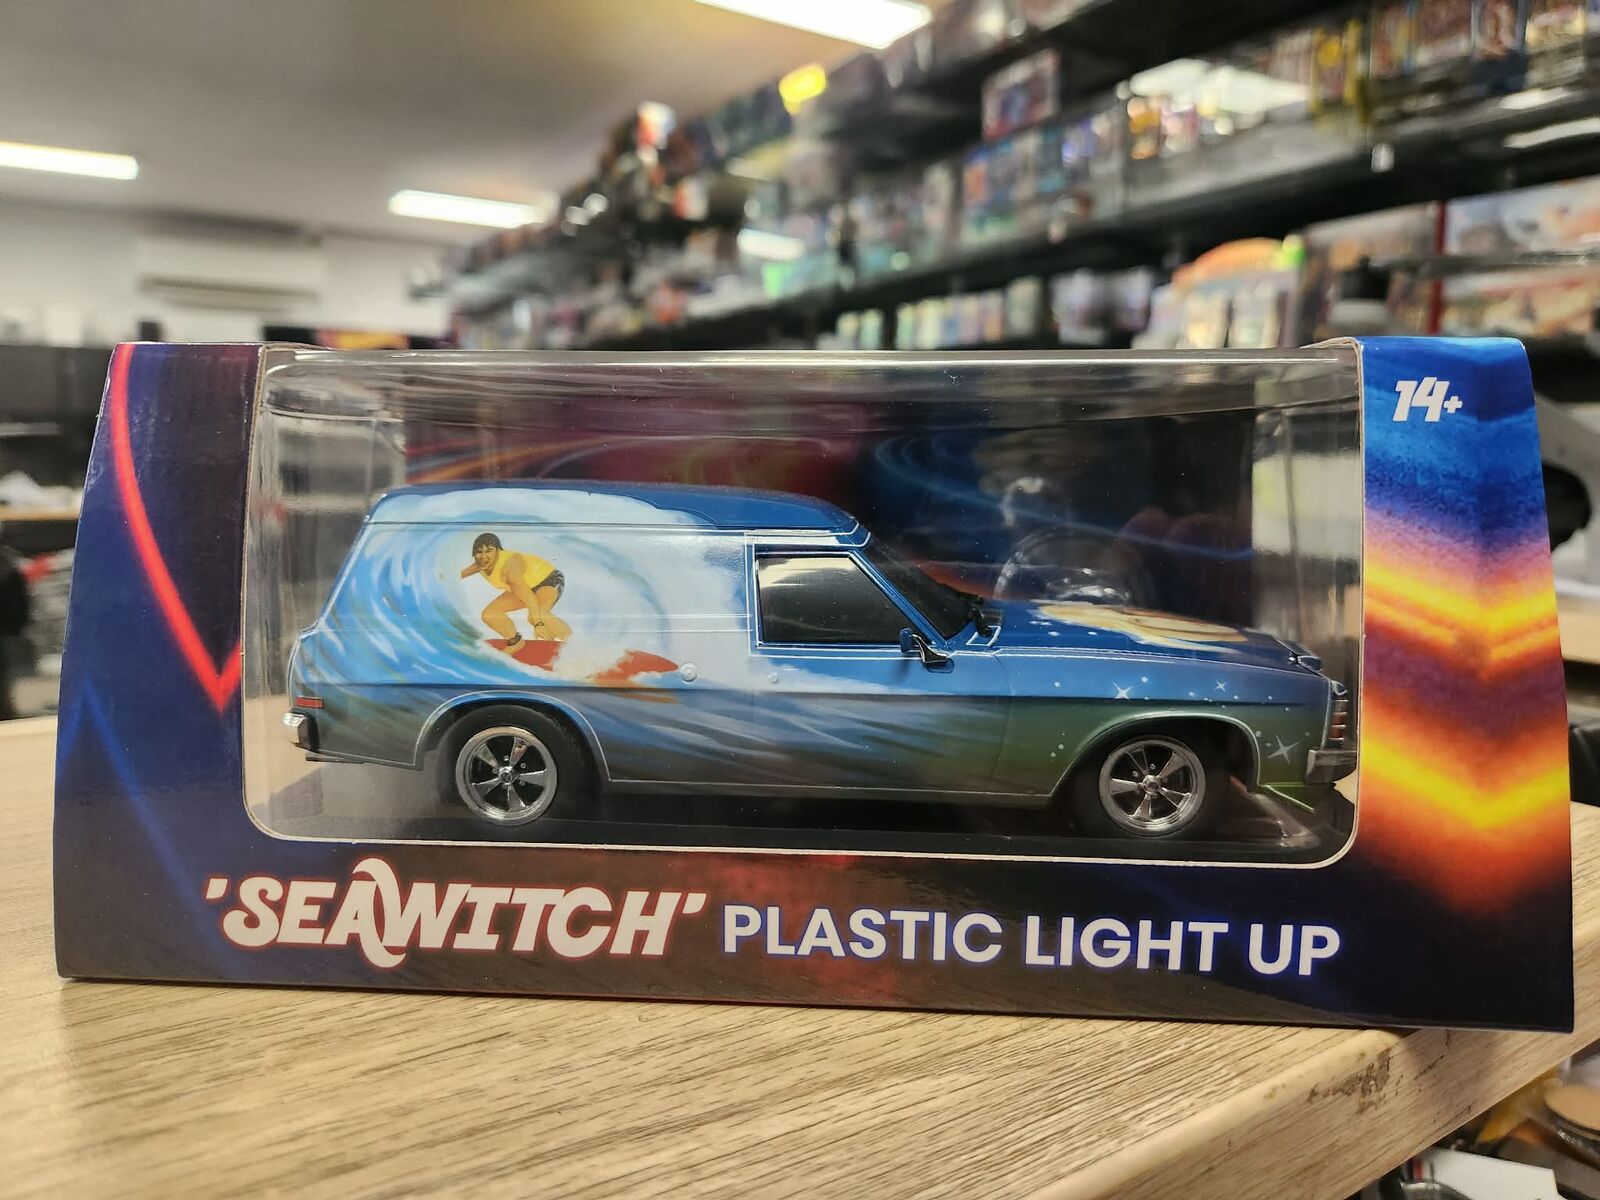 14+
'SEAWITCH' PLASTIC LIGHT UP